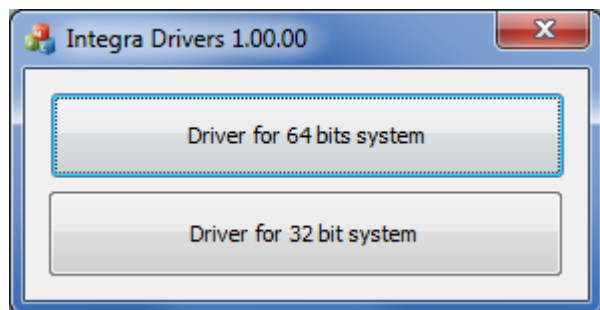 Integra Drivers 1.00.00
Driver for 64 bits system
Driver for 32 bit system